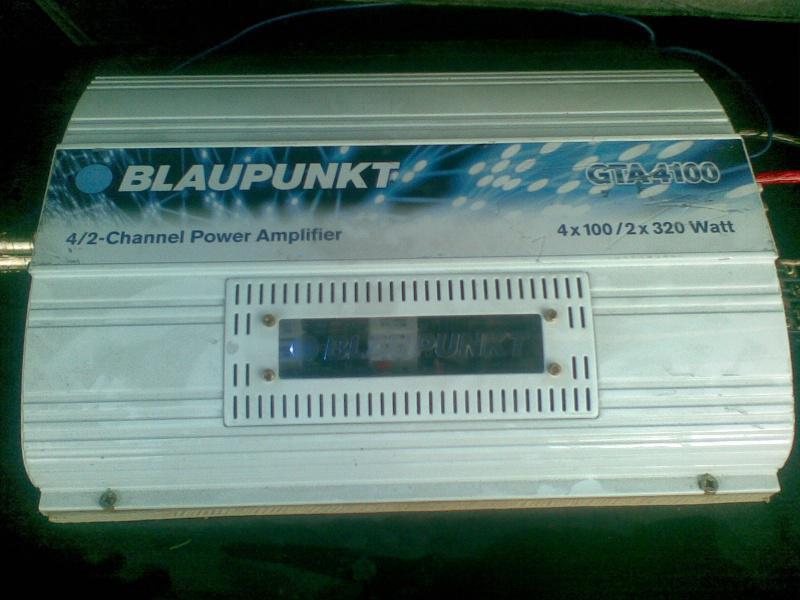 BLAUPUNKT
GTA 4100
4/2-Channel Power Amplifier
4 x 100 / 2 x 320 Watt
BLAUPUNKT